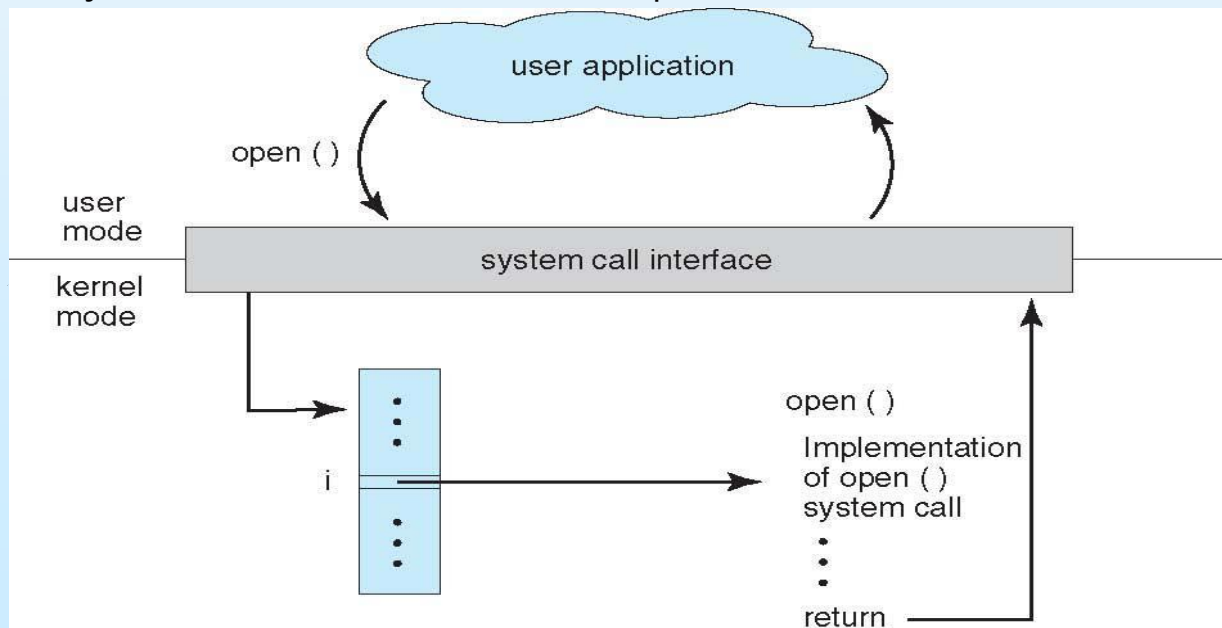 user application
open ( )
user
mode
system call interface
kernel
mode
open ( )
Implementation
of open ( )
system call
i
return